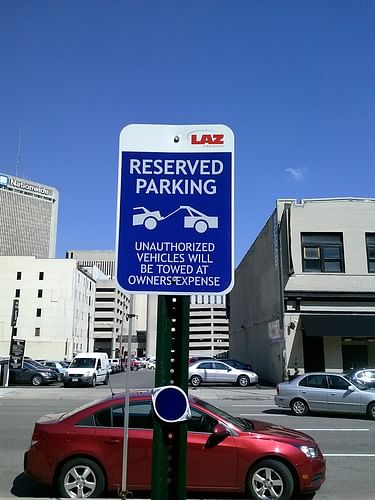 LAZ
RESERVED
PARKING
UNAUTHORIZED
VEHICLES WILL
BE TOWED AT
OWNERS EXPENSE
Nationwide